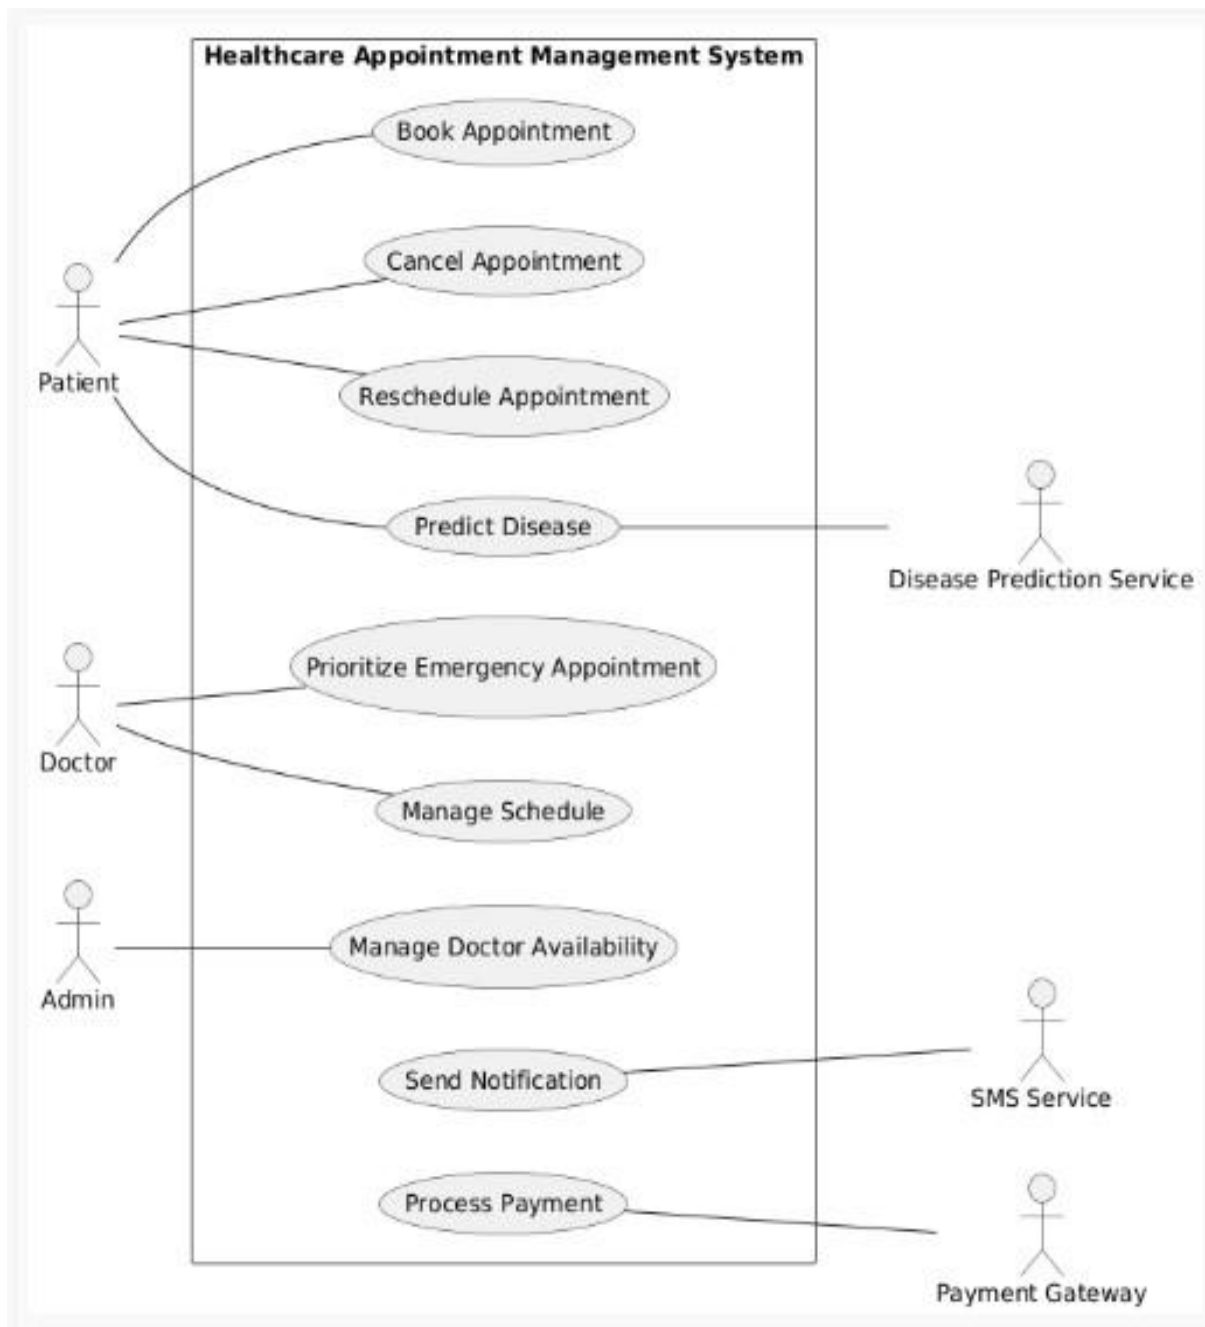 Healthcare Appointment Management System
Book Appointment
Cancel Appointment
Patient
Reschedule Appointment
Predict Disease
Disease Prediction Service
Prioritize Emergency Appointment
Doctor
Manage Schedule
Manage Doctor Availability
Admin
Send Notification
SMS Service
Process Payment
Payment Gateway